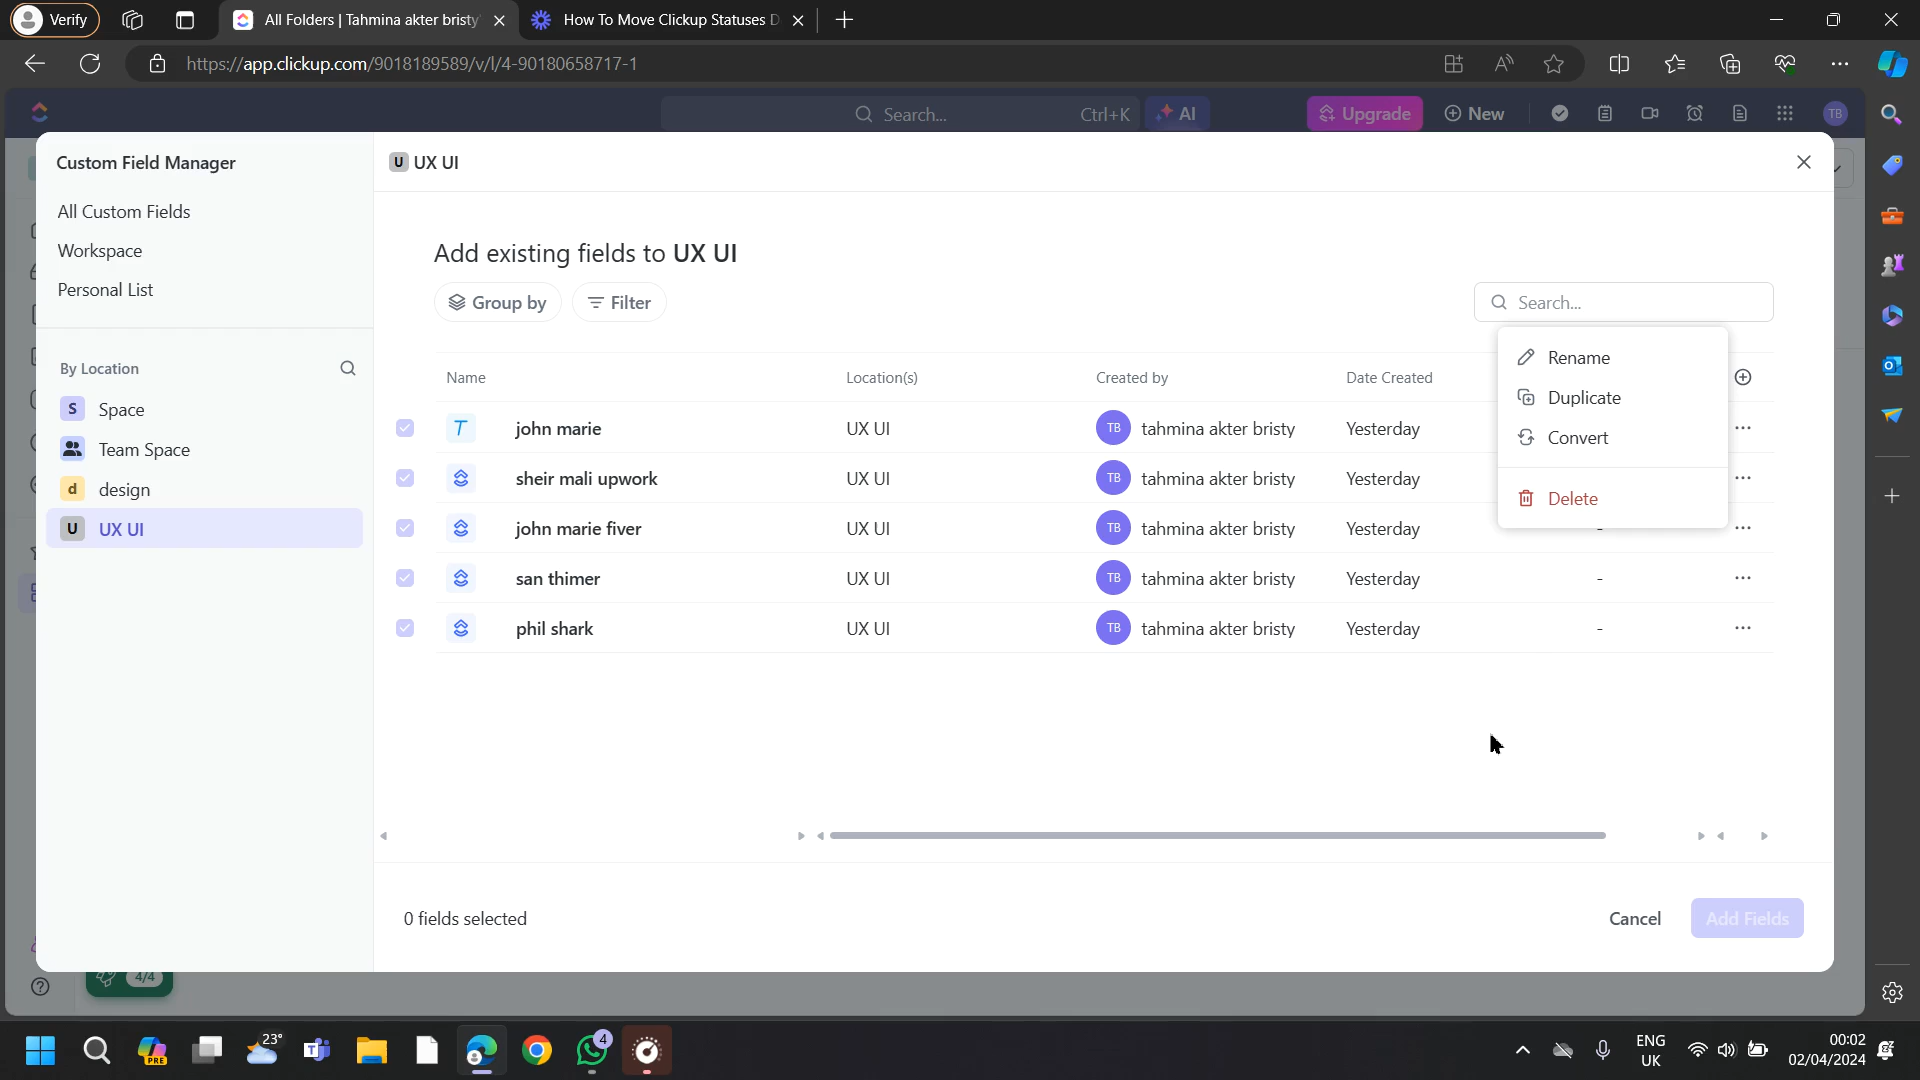 Verify
All Folders | Tahmina akter bristy'
How To Move Clickup Statuses D
https://app.clickup.com/9018189589/v/l/4-90180658717-1
Search...
Ctrl+K
AI
Upgrade
New
TB
Custom Field Manager
All Custom Fields
Workspace
Personal List
By Location
S Space
Team Space
d design
U UX UI
U UX UI
Add existing fields to UX UI
Group by
Filter
Search...
Name Location(s) Created by Date Created
T john marie UX UI TB tahmina akter bristy Yesterday
sheir mali upwork UX UI TB tahmina akter bristy Yesterday
john marie fiver UX UI TB tahmina akter bristy Yesterday -
san thimer UX UI TB tahmina akter bristy Yesterday -
phil shark UX UI TB tahmina akter bristy Yesterday -
Rename
Duplicate
Convert
Delete
0 fields selected
Cancel
Add Fields
4/4
23°
PRE
4
ENG
UK
00:02
02/04/2024